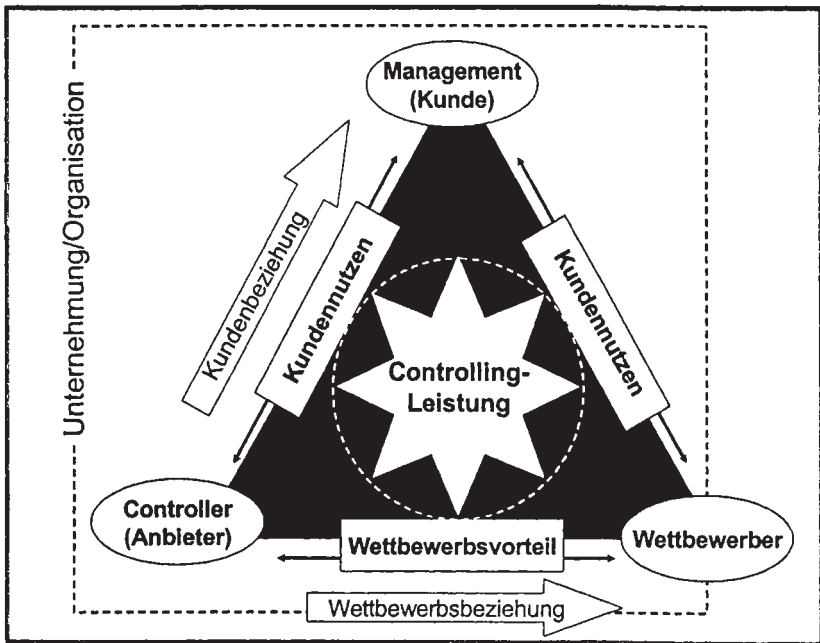 Management
(Kunde)
Unternehmung/Organisation
Kundenbeziehung
Kundennutzen
Kundennutzen
Controlling-
Leistung
Controller
(Anbieter)
Wettbewerbsvorteil
Wettbewerber
Wettbewerbsbeziehung